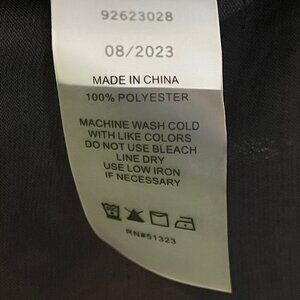 92623028
08/2023
MADE IN CHINA
100% POLYESTER
MACHINE WASH COLD
WITH LIKE COLORS
DO NOT USE BLEACH
LINE DRY
USE LOW IRON
IF NECESSARY
RN#51323